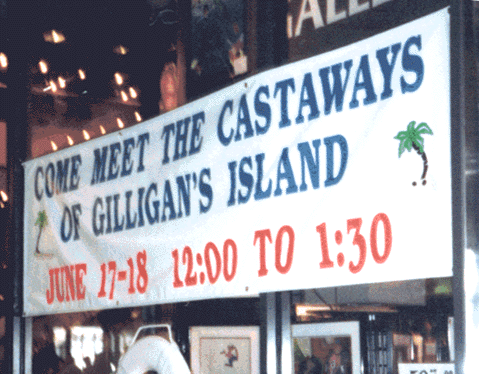 COME MEET THE CASTAWAYS
OF GILLIGAN'S ISLAND
JUNE 17-18 12:00 TO 1:30